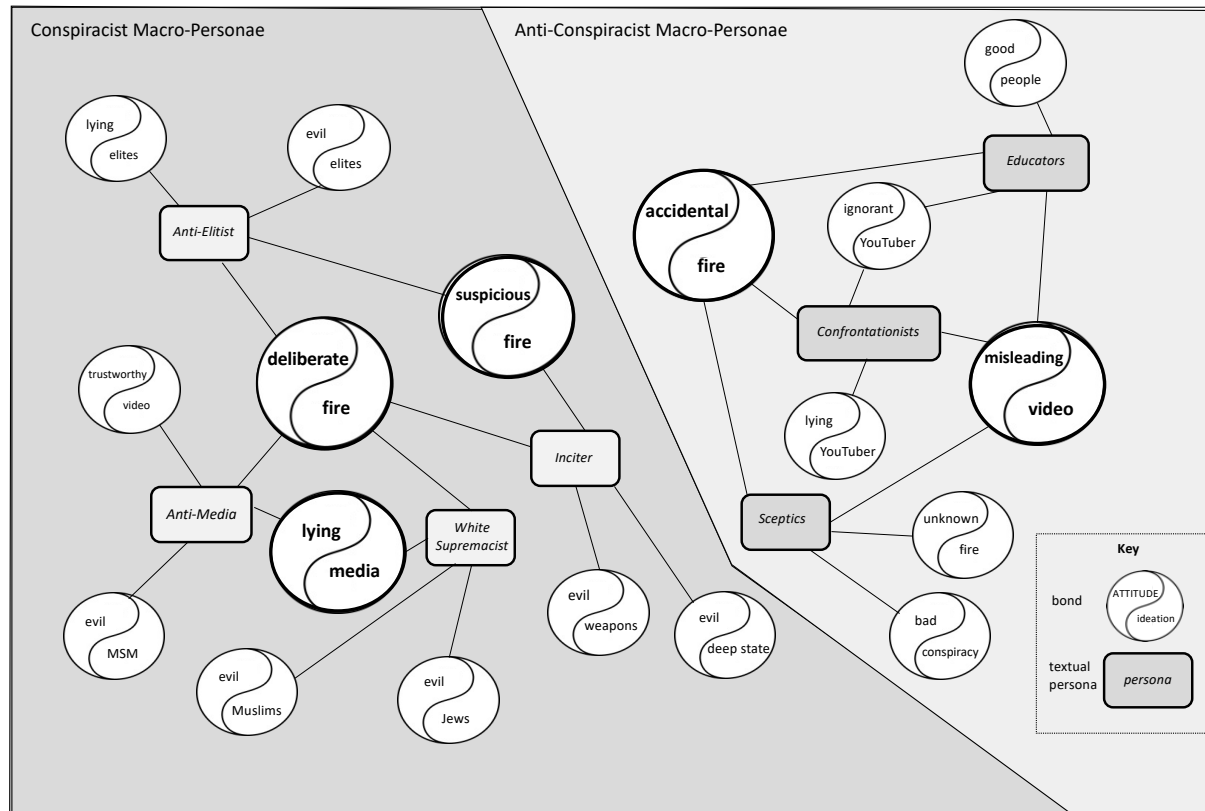 Conspiracist Macro-Personae
Anti-Conspiracist Macro-Personae
good
people
lying
elites
evil
elites
Educators
Anti-Elitist
accidental
fire
ignorant
YouTuber
suspicious
fire
Confrontationists
deliberate
fire
misleading
video
trustworthy
video
lying
YouTuber
Inciter
Anti-Media
lying
media
White
Supremacist
Sceptics
unknown
fire
evil
MSM
evil
weapons
evil
deep state
bad
conspiracy
evil
Muslims
evil
Jews
Key
bond
ATTITUDE
ideation
textual
persona
persona